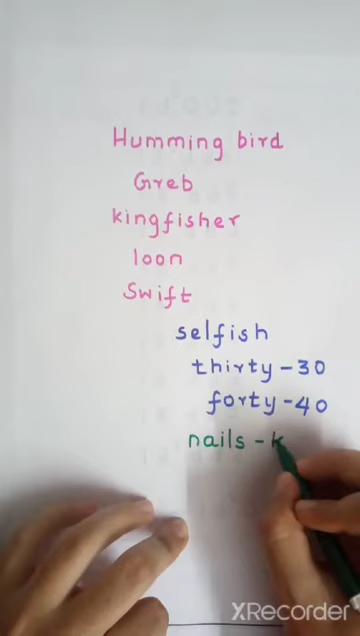 Humming bird
Greb
kingfisher
loon
Swift
selfish
thirty-30
forty-40
nails-k
XRecorder